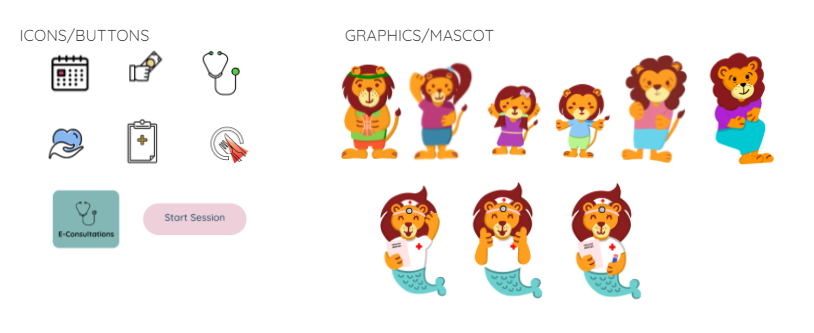 ICONS/BUTTONS
GRAPHICS/MASCOT
E-Consultations
Start Session